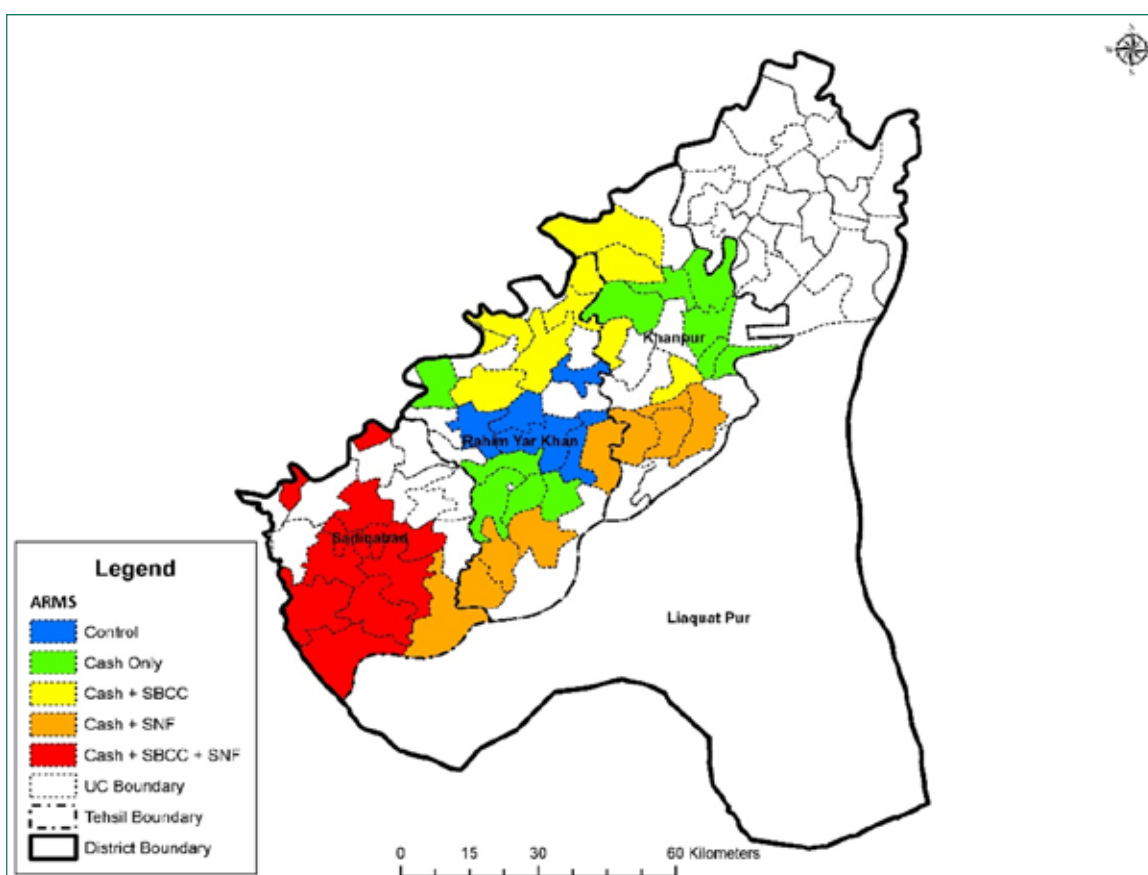 Khanpur
Rahim Yar Khan
Sadiqabad
Liaquat Pur
Legend
ARMS
Control
Cash Only
Cash + SBCC
Cash + SNF
Cash + SBCC + SNF
UC Boundary
Tehsil Boundary
District Boundary
0 15 30 60 Kilometers